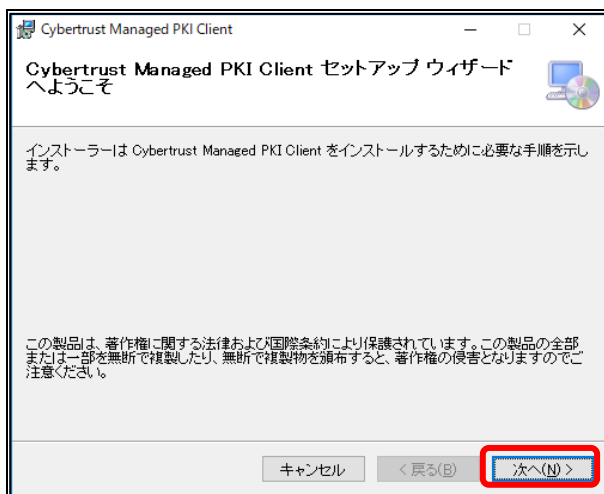 Cybertrust Managed PKI Client
Cybertrust Managed PKI Client セットアップ ウィザード
へようこそ
インストーラーは Cybertrust Managed PKI Client をインストールするために必要な手順を示し
ます。
この製品は、著作権に関する法律および国際条約により保護されています。この製品の全部
または一部を無断で複製したり、無断で複製物を頒布すると、著作権の侵害となりますのでご
注意ください。
キャンセル < 戻る(B) 次へ(N) >